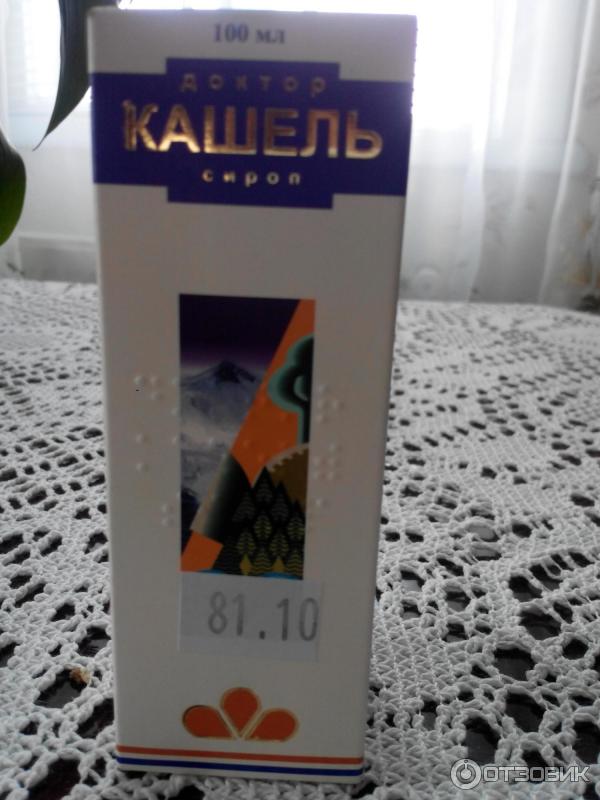 100 мл
доктор
КАШЕЛЬ
сироп
81.10
ОТЗОВИК